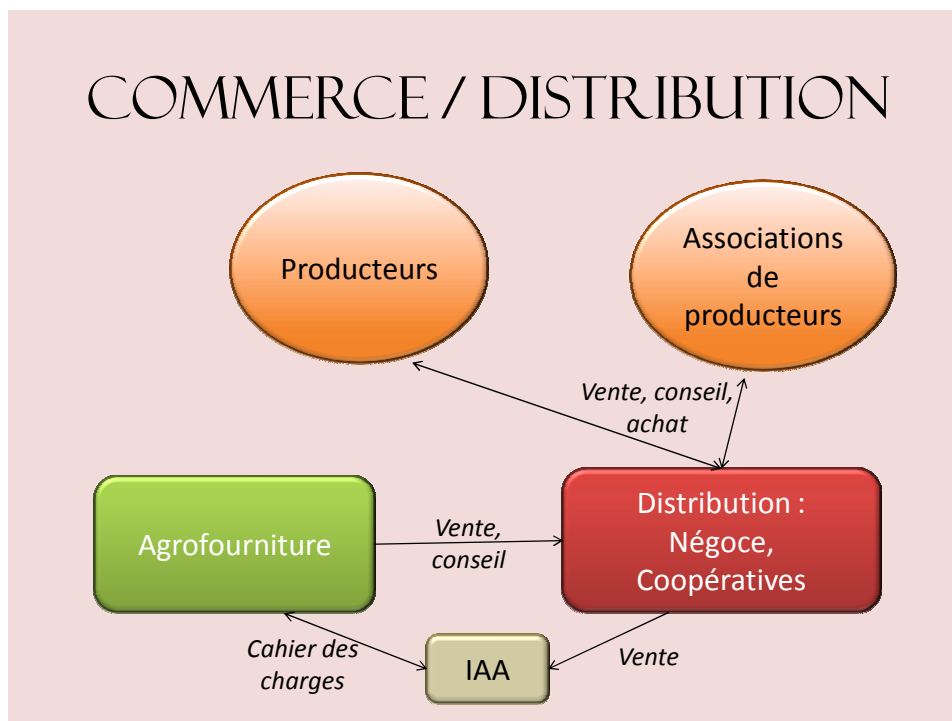 COMMERCE / DISTRIBUTION
Producteurs
Associations
de
producteurs
Vente, conseil,
achat
Agrofourniture
Vente,
conseil
Distribution :
Négoce,
Coopératives
Cahier des
charges
IAA
Vente